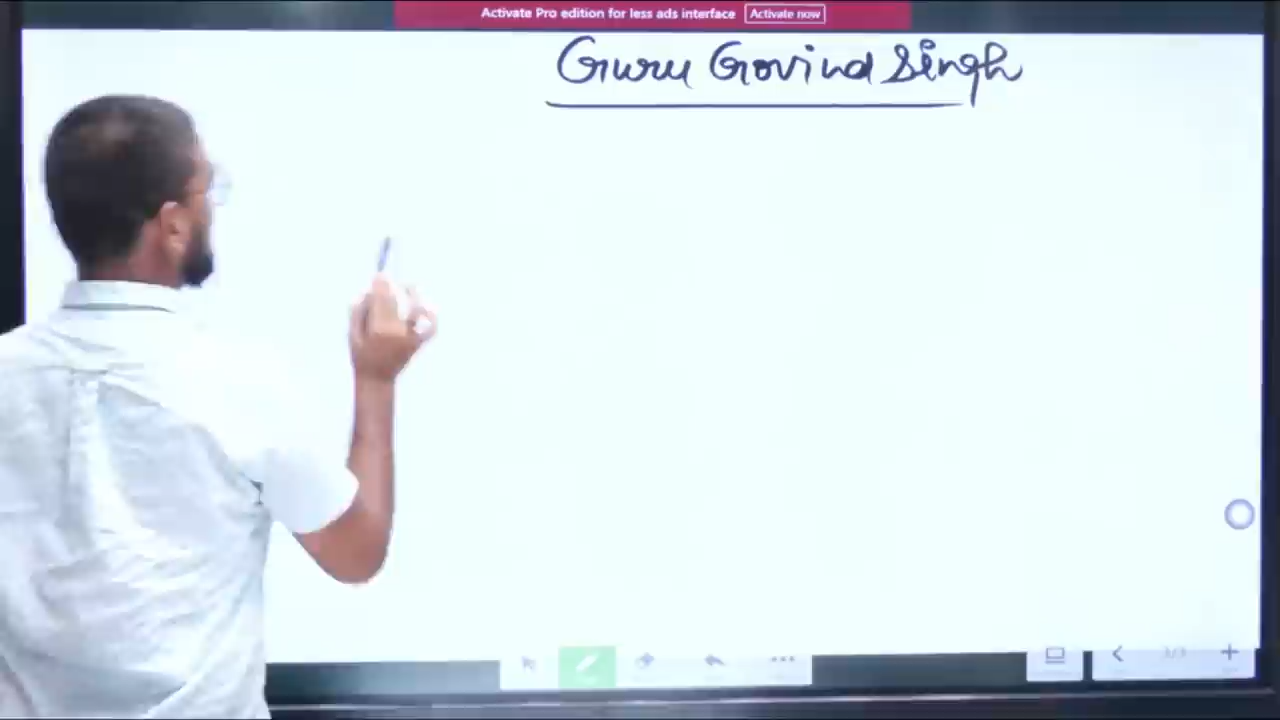 Activate Pro edition for less ads interface Activate now
Guru Govind Singh